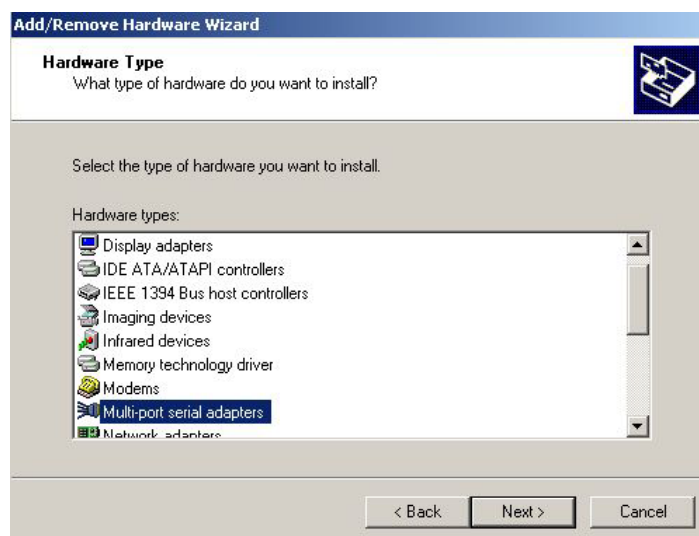 Add/Remove Hardware Wizard
Hardware Type
What type of hardware do you want to install?
Select the type of hardware you want to install.
Hardware types:
Display adapters
IDE ATA/ATAPI controllers
IEEE 1394 Bus host controllers
Imaging devices
Infrared devices
Memory technology driver
Modems
Multi-port serial adapters
Network adapters
< Back Next > Cancel